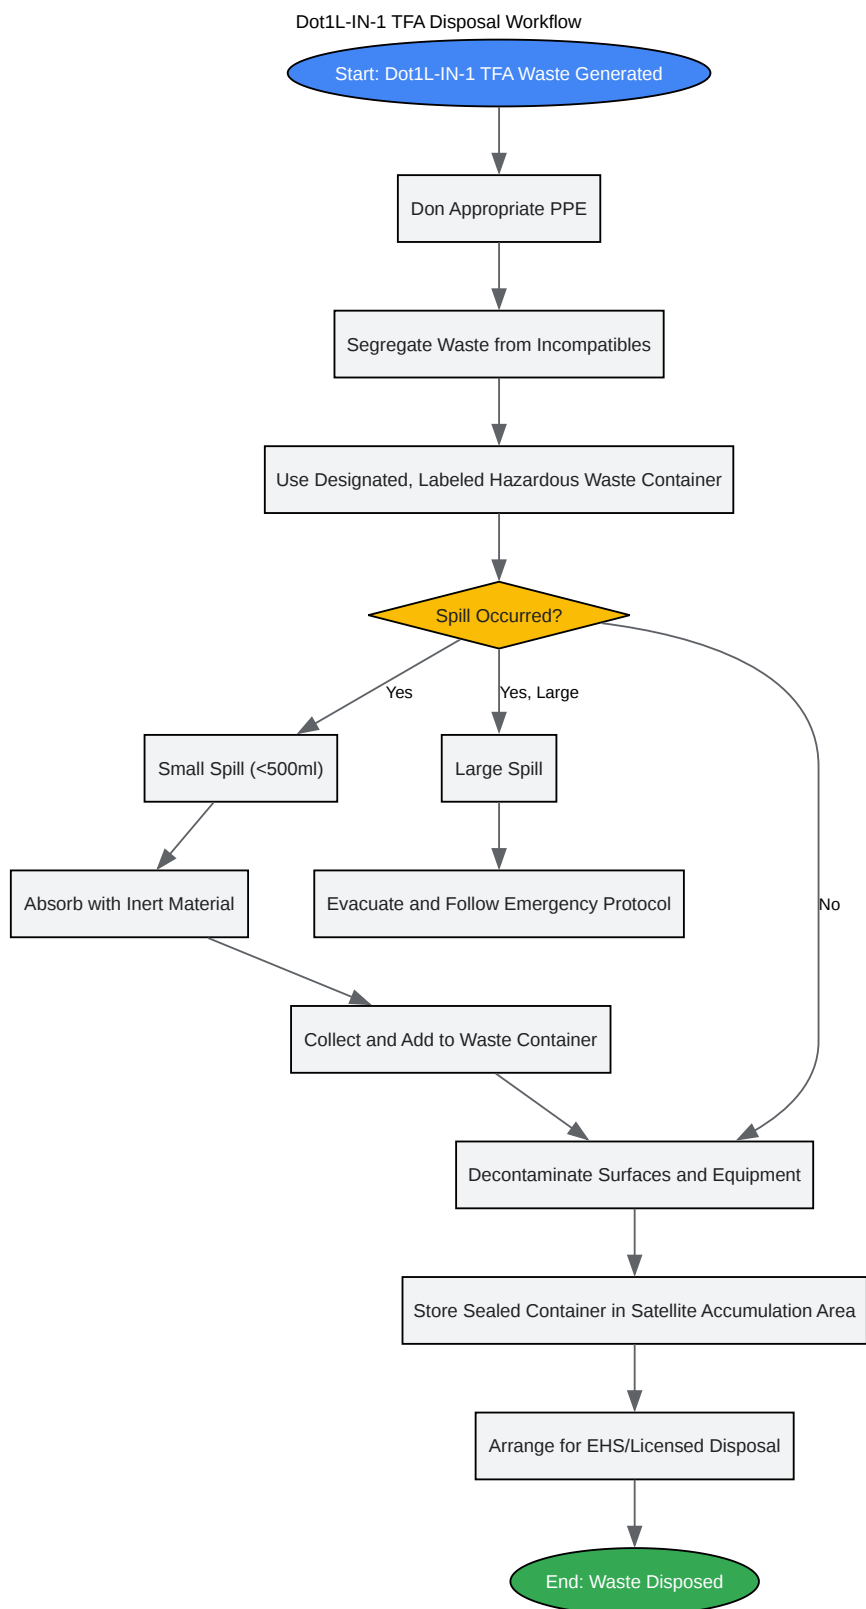 Dot1L-IN-1 TFA Disposal Workflow
Start: Dot1L-IN-1 TFA Waste Generated
Don Appropriate PPE
Segregate Waste from Incompatibles
Use Designated, Labeled Hazardous Waste Container
Spill Occurred?
Yes
Yes, Large
Small Spill (<500ml)
Large Spill
Absorb with Inert Material
Evacuate and Follow Emergency Protocol
No
Collect and Add to Waste Container
Decontaminate Surfaces and Equipment
Store Sealed Container in Satellite Accumulation Area
Arrange for EHS/Licensed Disposal
End: Waste Disposed